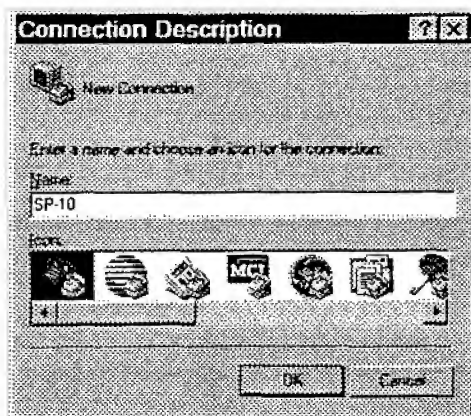 Connection Description
New Connection
Enter a name and choose an icon for the connection:
Name:
SP-10
Icon:
MCI
OK
Cancel